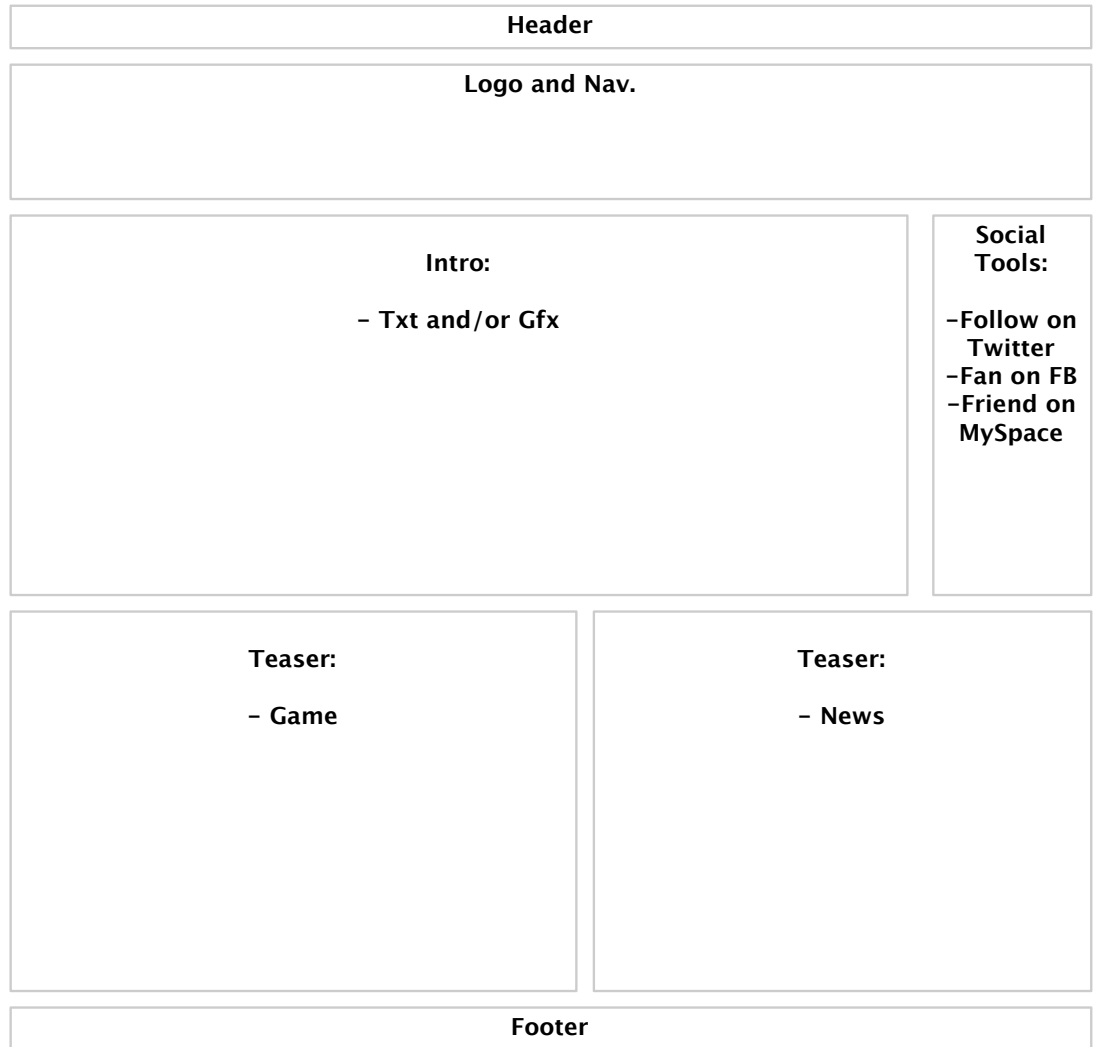 Header
Logo and Nav.
Intro:
- Txt and/or Gfx
Social
Tools:
-Follow on
Twitter
-Fan on FB
-Friend on
MySpace
Teaser:
- Game
Teaser:
- News
Footer